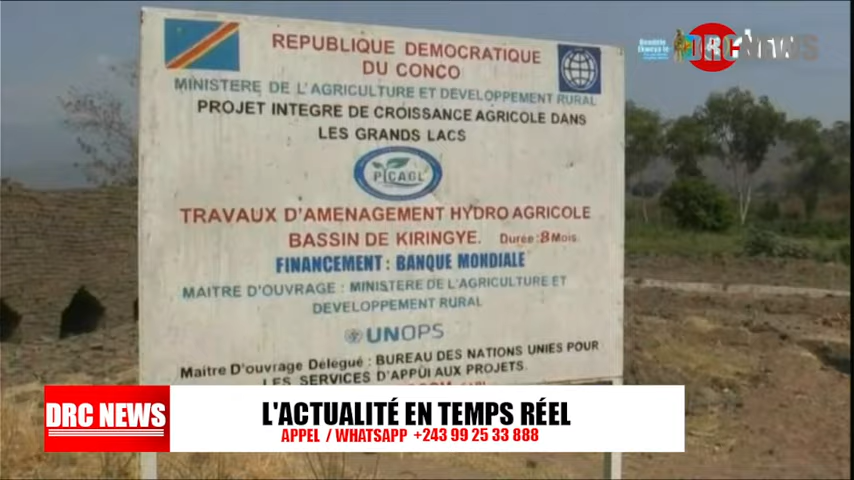 REPUBLIQUE DEMOCRATIQUE
DU CONCO
MINISTERE DE L'AGRICULTURE ET DEVELOPPEMENT RURAL
PROJET INTEGRE DE CROISSANCE AGRICOLE DANS
LES GRANDS LACS
PICAGL
TRAVAUX D'AMENAGEMENT HYDRO AGRICOLE
BASSIN DE KIRINGYE. Durée:8 Mois
FINANCEMENT : BANQUE MONDIALE
MAITRE D'OUVRAGE : MINISTERE DE L'AGRICULTURE ET
DEVELOPPEMENT RURAL
UNOPS
Maitre D'ouvrage Délégué : BUREAU DES NATIONS UNIES POUR
LES SERVICES D'APPÜI AUX PROJETS.
DRC NEWS
DRC NEWS
L'ACTUALITÉ EN TEMPS RÉEL
APPEL / WHATSAPP +243 99 25 33 888